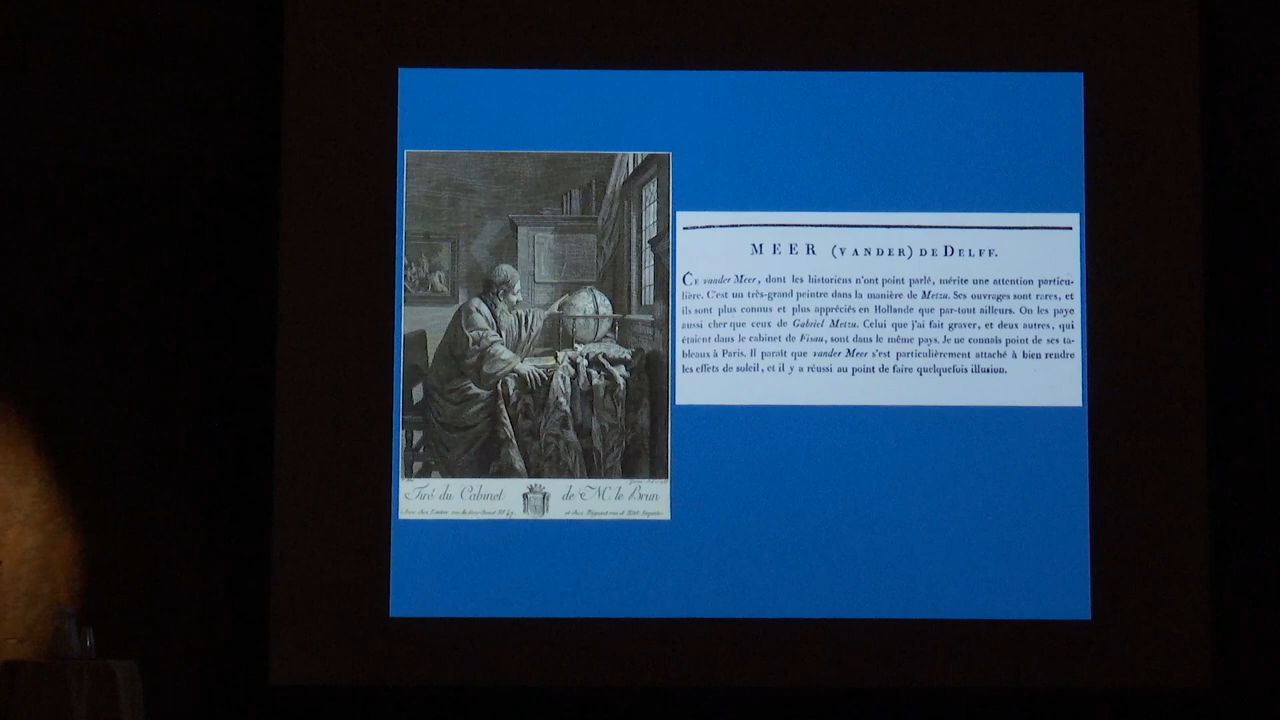 Tiré du Cabinet de M. le Brun
MEER (VANDER) DE DELFF.
CE vander Meer, dont les historiens n'ont point parlé, mérite une attention particu-
lière. C'est un très-grand peintre dans la manière de Metzu. Ses ouvrages sont rares, et
ils sont plus connus et plus appréciés en Hollande que par-tout ailleurs. On les paye
aussi cher que ceux de Gabriel Metzu. Celui que j'ai fait graver, et deux autres, qui
étaient dans le cabinet de Fisau, sont dans le même pays. Je ne connais point de ses ta-
bleaux à Paris. Il paraît que vander Meer s'est particulièrement attaché à bien rendre
les effets de soleil, et il y a réussi au point de faire quelquefois illusion.